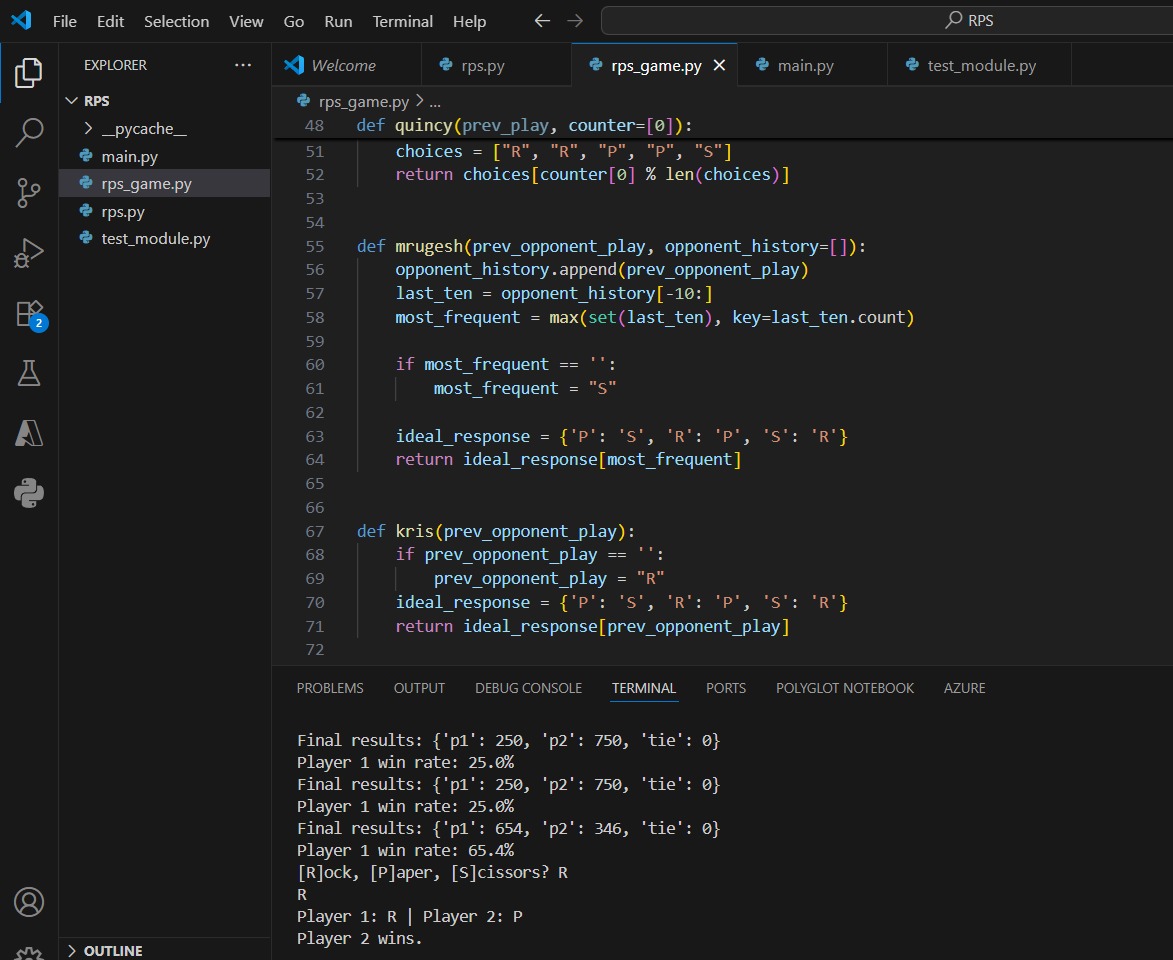 File Edit Selection View Go Run Terminal Help RPS
EXPLORER
RPS
__pycache__
main.py
rps_game.py
rps.py
test_module.py
OUTLINE
2
Welcome rps.py rps_game.py main.py test_module.py
rps_game.py > ...
48 def quincy(prev_play, counter=[0]):
51 choices = ["R", "R", "P", "P", "S"]
52 return choices[counter[0] % len(choices)]
53
54
55 def mrugesh(prev_opponent_play, opponent_history=[]):
56 opponent_history.append(prev_opponent_play)
57 last_ten = opponent_history[-10:]
58 most_frequent = max(set(last_ten), key=last_ten.count)
59
60 if most_frequent == '':
61 most_frequent = "S"
62
63 ideal_response = {'P': 'S', 'R': 'P', 'S': 'R'}
64 return ideal_response[most_frequent]
65
66
67 def kris(prev_opponent_play):
68 if prev_opponent_play == '':
69 prev_opponent_play = "R"
70 ideal_response = {'P': 'S', 'R': 'P', 'S': 'R'}
71 return ideal_response[prev_opponent_play]
72
PROBLEMS OUTPUT DEBUG CONSOLE TERMINAL PORTS POLYGLOT NOTEBOOK AZURE
Final results: {'p1': 250, 'p2': 750, 'tie': 0}
Player 1 win rate: 25.0%
Final results: {'p1': 250, 'p2': 750, 'tie': 0}
Player 1 win rate: 25.0%
Final results: {'p1': 654, 'p2': 346, 'tie': 0}
Player 1 win rate: 65.4%
[R]ock, [P]aper, [S]cissors? R
R
Player 1: R | Player 2: P
Player 2 wins.